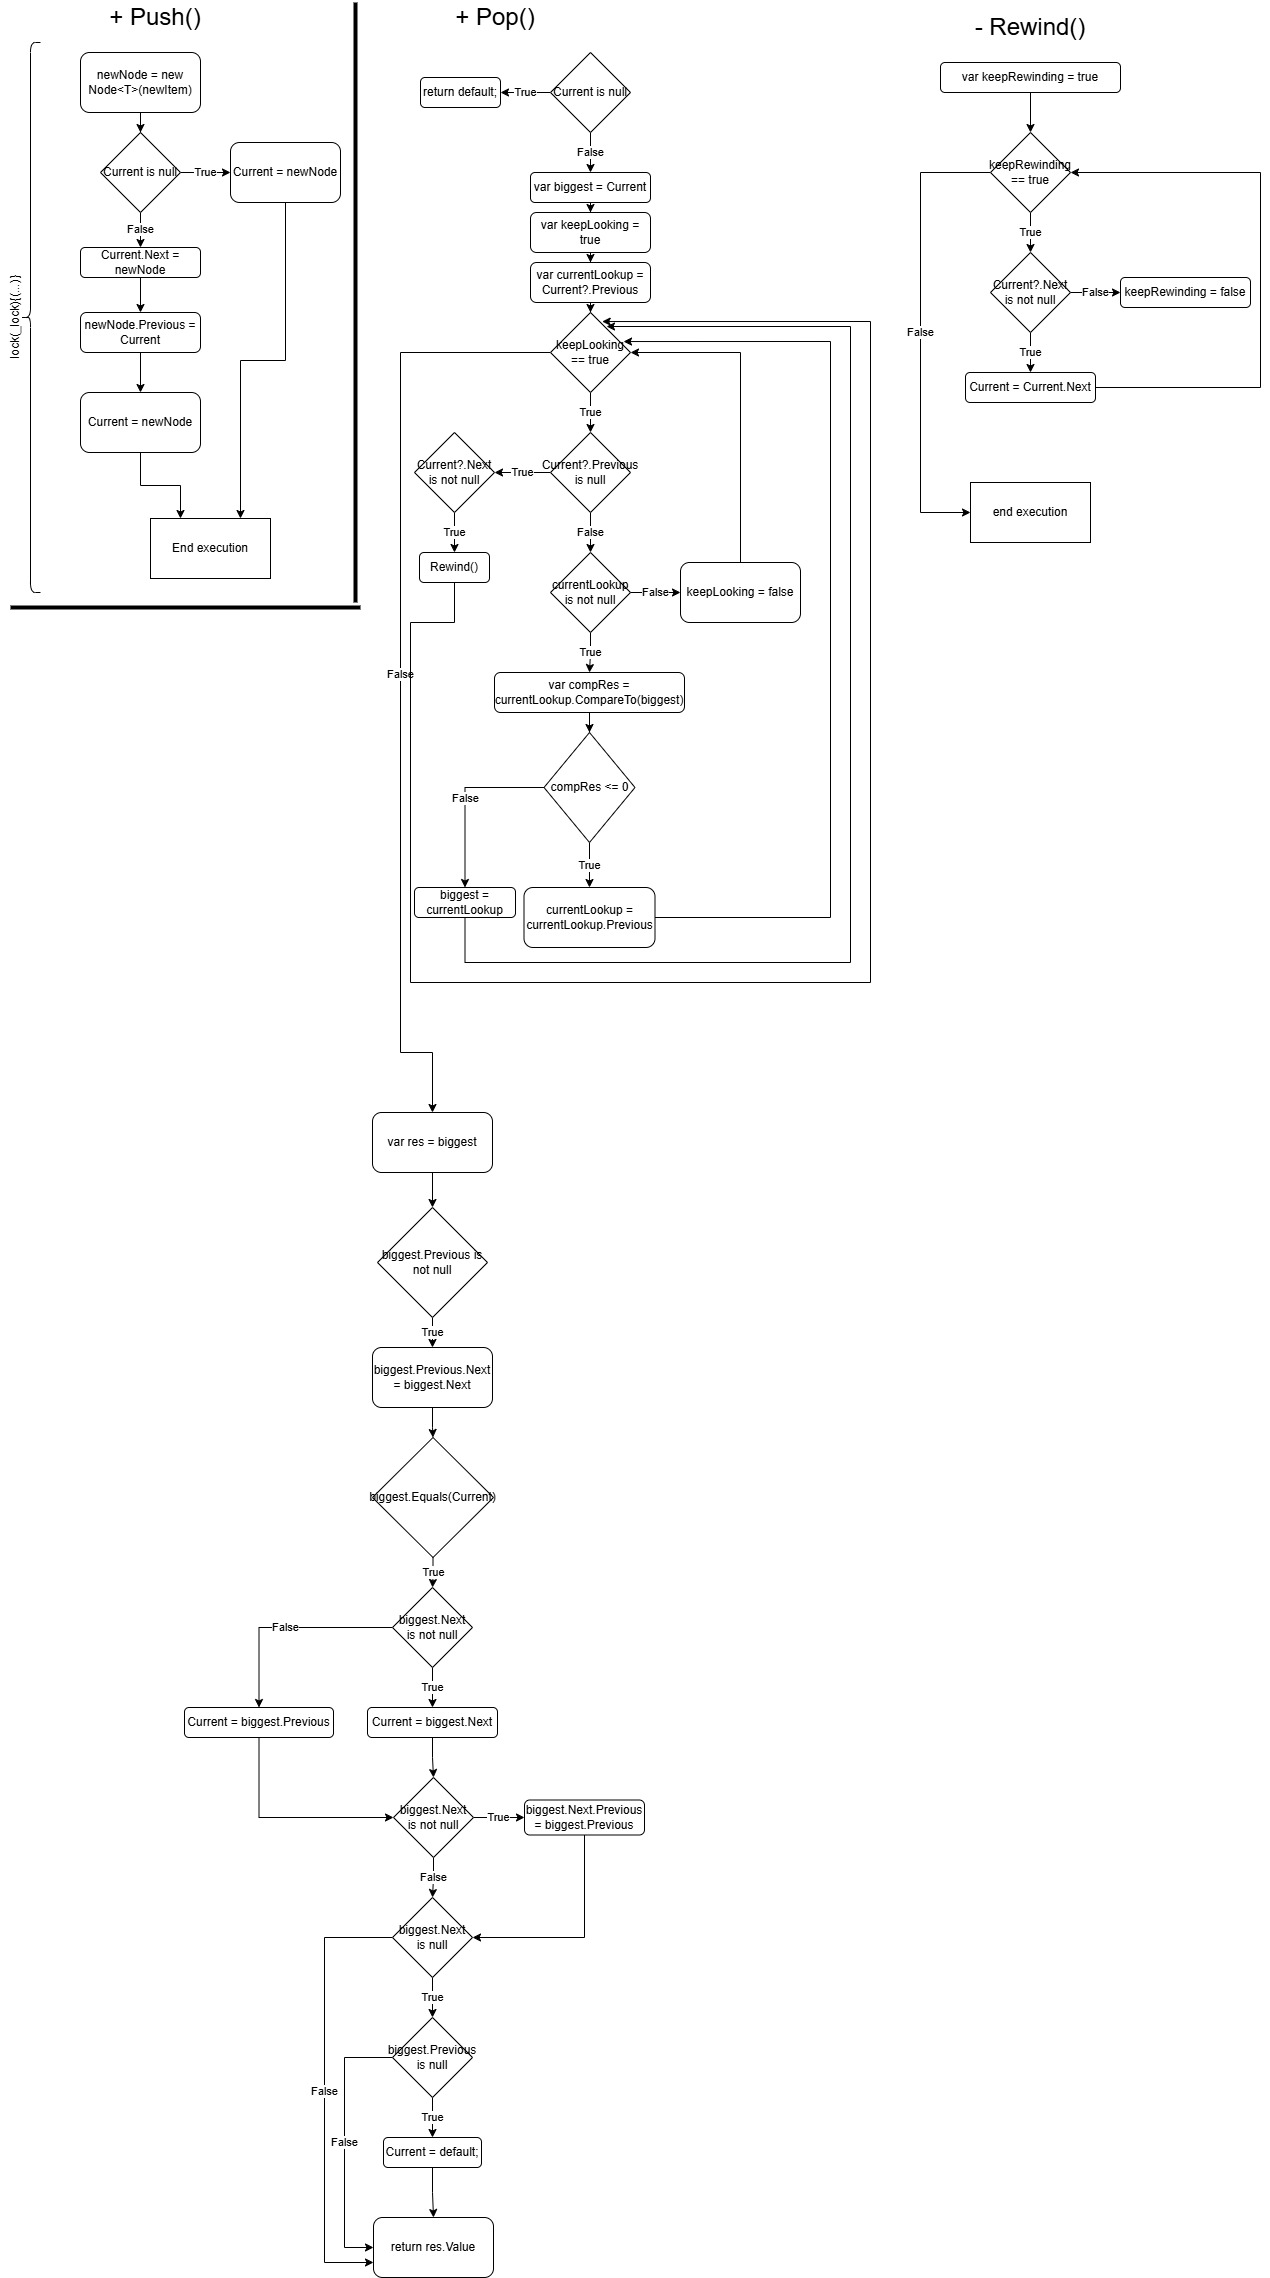 + Push()
newNode = new
Node<T>(newItem)
Current is null
True
Current = newNode
False
Current.Next =
newNode
newNode.Previous =
Current
Current = newNode
End execution
lock(_lock){(...)}
+ Pop()
Current is null
True
return default;
False
var biggest = Current
var keepLooking =
true
var currentLookup =
Current?.Previous
keepLooking
== true
True
Current?.Previous
is null
True
Current?.Next
is not null
True
Rewind()
False
currentLookup
is not null
False
keepLooking = false
True
var compRes =
currentLookup.CompareTo(biggest)
compRes <= 0
False
biggest =
currentLookup
True
currentLookup =
currentLookup.Previous
False
var res = biggest
biggest.Previous is
not null
True
biggest.Previous.Next
= biggest.Next
biggest.Equals(Current)
True
biggest.Next
is not null
False
Current = biggest.Previous
True
Current = biggest.Next
biggest.Next
is not null
True
biggest.Next.Previous
= biggest.Previous
False
biggest.Next
is null
False
True
biggest.Previous
is null
False
True
Current = default;
return res.Value
- Rewind()
var keepRewinding = true
keepRewinding
== true
True
False
Current?.Next
is not null
False
keepRewinding = false
True
Current = Current.Next
end execution